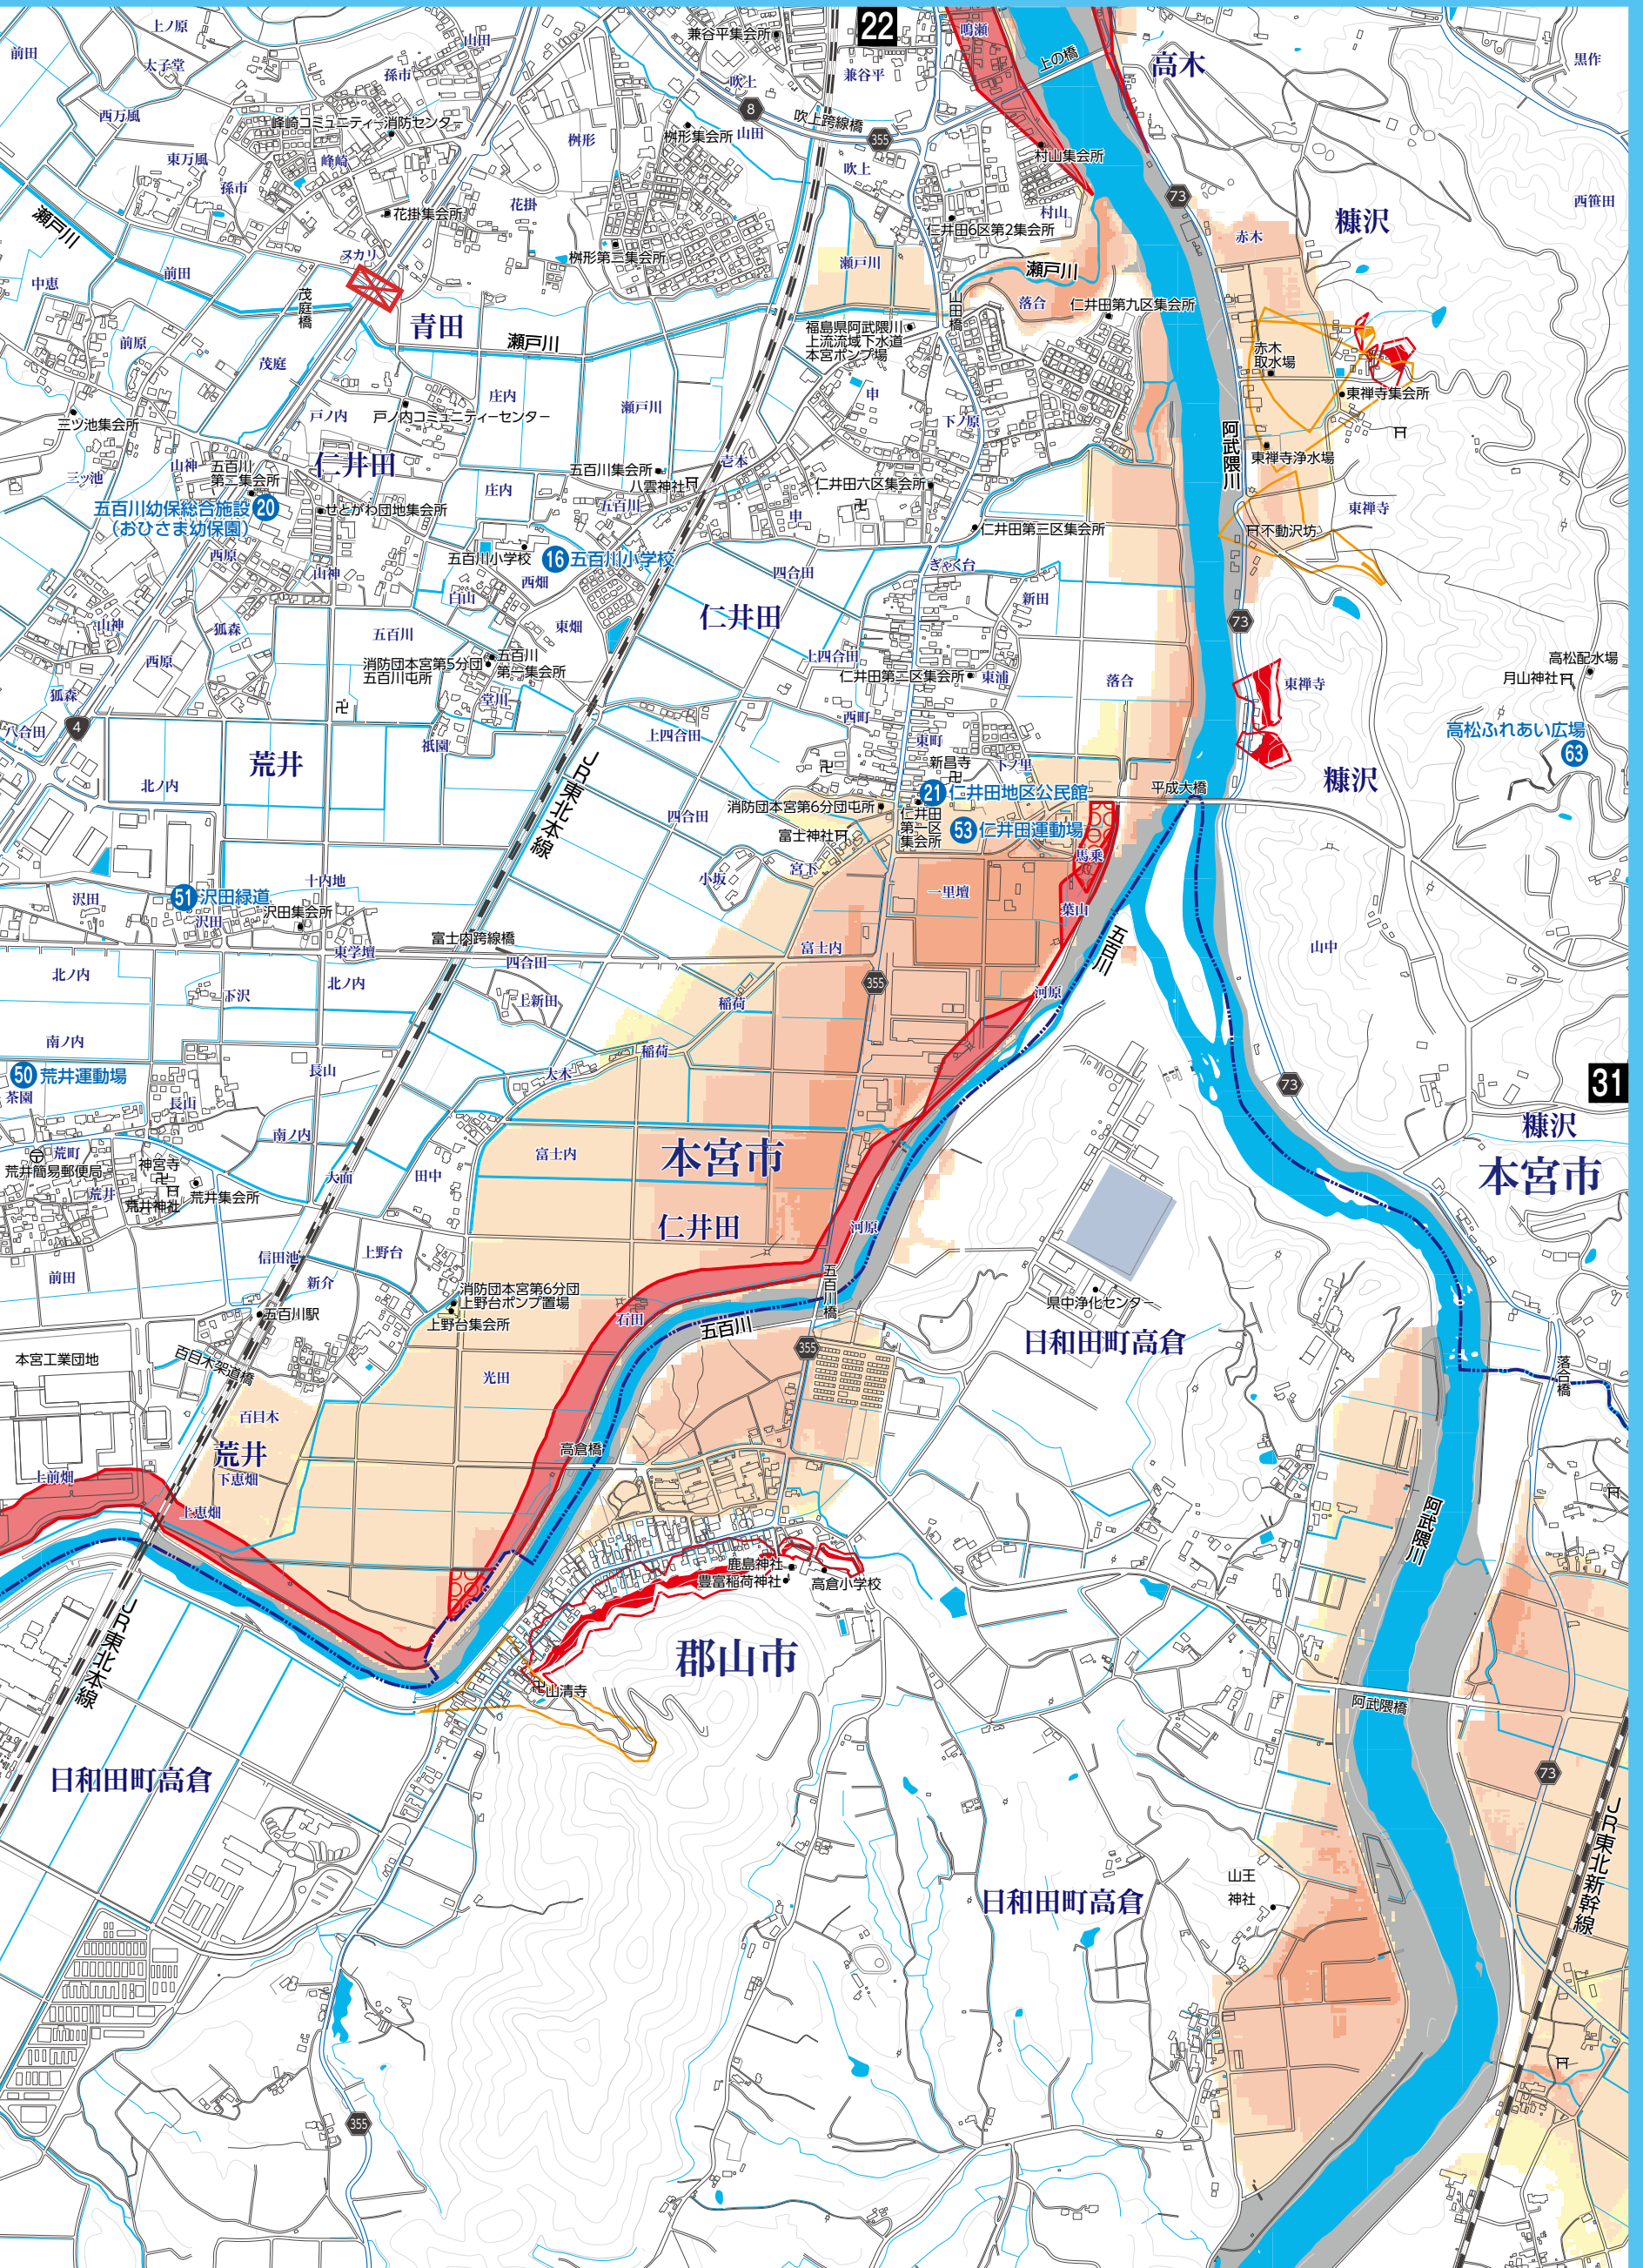 22
上ノ原
前田
太子堂
山田
孫市
兼谷平集会所
鳴瀬
上の橋
高木
黒作
吹上
兼谷平
8
吹上跨線橋
355
西万風
峰崎コミュニティー消防センター
桝形
桝形集会所
山田
村山集会所
東万風
峰崎
孫市
吹上
73
西笹田
瀬戸川
花掛集会所
花掛
村山
仁井田6区第2集会所
糠沢
赤木
ヌカリ
桝形第二集会所
瀬戸川
瀬戸川
前田
中恵
茂庭橋
山田橋
落合
仁井田第九区集会所
青田
瀬戸川
福島県阿武隈川
上流流域下水道
本宮ポンプ場
前原
茂庭
赤木
取水場
東禅寺集会所
庄内
瀬戸川
申
戸ノ内
戸ノ内コミュニティーセンター
下ノ原
三ツ池集会所
阿武隈川
仁井田
東禅寺浄水場
三ッ池
山神
五百川
第二集会所
五百川集会所
壱本
八雲神社
仁井田六区集会所
庄内
五百川幼保総合施設 20
(おひさま幼保園)
せとがわ団地集会所
五百川
申
東禅寺
仁井田第三区集会所
不動沢坊
西原
五百川小学校
16 五百川小学校
山神
西畑
四合田
ぎゃく台
白山
新田
仁井田
73
山神
狐森
五百川
東畑
西原
消防団本宮第5分団
五百川屯所
五百川
第一集会所
上四合田
仁井田第二区集会所
東浦
落合
東禅寺
高松配水場
月山神社
狐森
堂川
高松ふれあい広場
63
4
八合田
祇園
上四合田
西町
東町
荒井
新昌寺
下ノ里
糠沢
北ノ内
JR東北本線
21 仁井田地区公民館
平成大橋
四合田
消防団本宮第6分団屯所
仁井田
第一区
集会所
53 仁井田運動場
富士神社
馬乗
宮下
小坂
十内地
沢田
51 沢田緑道
沢田
沢田集会所
一里壇
葉山
富士内跨線橋
東学壇
富士内
五百川
山中
北ノ内
四合田
下沢
北ノ内
上新田
稲荷
355
河原
南ノ内
稲荷
31
50 荒井運動場
長山
太木
73
茶園
長山
南ノ内
糠沢
荒町
荒井簡易郵便局
神宮寺
富士内
本宮市
本宮市
荒井
荒井神社
荒井集会所
大面
田中
仁井田
河原
信田池
上野台
前田
新介
消防団本宮第6分団
上野台ポンプ置場
五百川橋
県中浄化センター
五百川駅
上野台集会所
石田
五百川
日和田町高倉
本宮工業団地
百目木架道橋
355
落合橋
光田
百目木
高倉橋
荒井
上前畑
下恵畑
上恵畑
阿武隈川
鹿島神社
豊富稲荷神社
高倉小学校
JR東北本線
郡山市
山清寺
阿武隈橋
日和田町高倉
73
JR東北新幹線
山王
神社
日和田町高倉
355